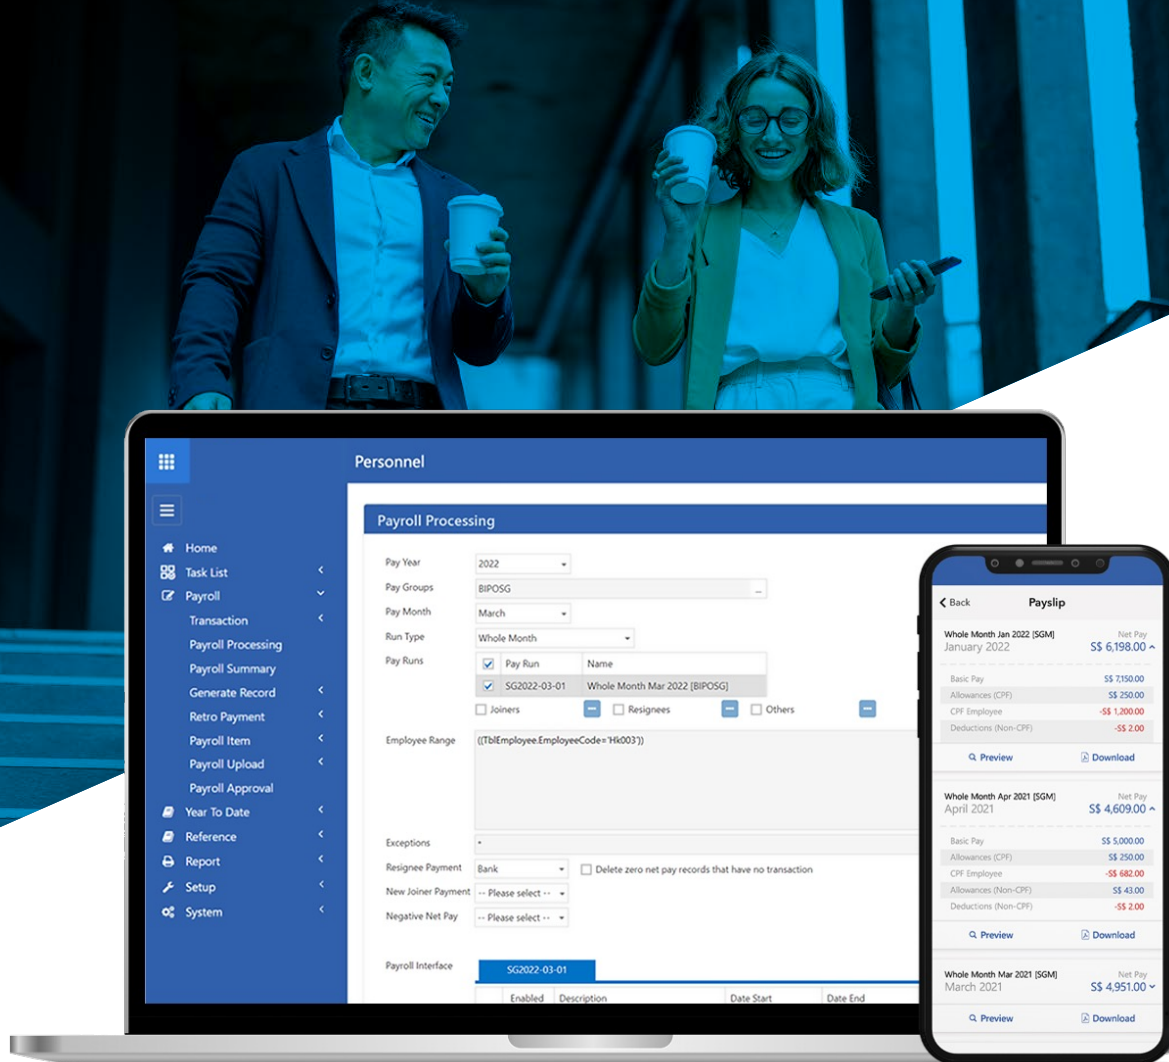 Personnel
Payroll Processing
Home
Task List
Payroll
Transaction
Payroll Processing
Payroll Summary
Generate Record
Retro Payment
Payroll Item
Payroll Upload
Payroll Approval
Year To Date
Reference
Report
Setup
System
Pay Year 2022
Pay Groups BIPOSG ...
Pay Month March
Run Type Whole Month
Pay Runs Pay Run Name
SG2022-03-01 Whole Month Mar 2022 [BIPOSG]
Joiners Resignees Others
Employee Range ((TblEmployee.EmployeeCode='Hk003'))
Exceptions
Resignee Payment Bank Delete zero net pay records that have no transaction
New Joiner Payment -- Please select --
Negative Net Pay -- Please select --
Payroll Interface SG2022-03-01
Enabled Description Date Start Date End
Back Payslip
Whole Month Jan 2022 [SGM] Net Pay
January 2022 S$ 6,198.00
Basic Pay S$ 7,150.00
Allowances (CPF) S$ 250.00
CPF Employee -S$ 1,200.00
Deductions (Non-CPF) -S$ 2.00
Preview Download
Whole Month Apr 2021 [SGM] Net Pay
April 2021 S$ 4,609.00
Basic Pay S$ 5,000.00
Allowances (CPF) S$ 250.00
CPF Employee -S$ 682.00
Allowances (Non-CPF) S$ 43.00
Deductions (Non-CPF) -S$ 2.00
Preview Download
Whole Month Mar 2021 [SGM] Net Pay
March 2021 S$ 4,951.00
Preview Download